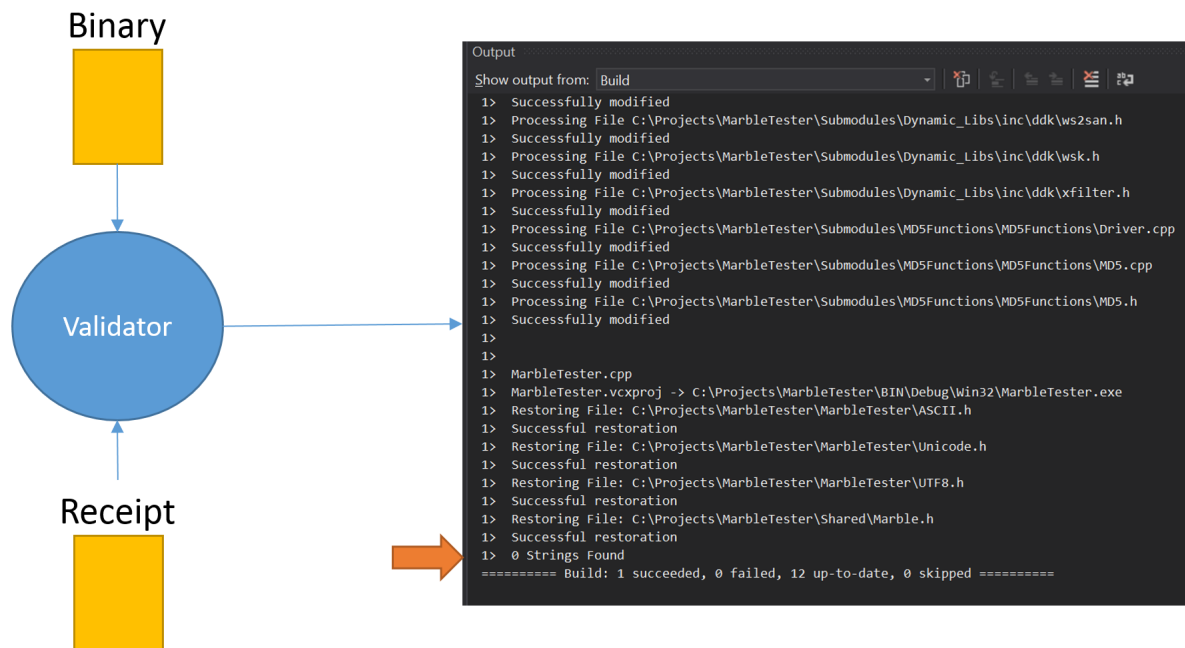 Binary
Validator
Receipt
Output
Show output from: Build
1> Successfully modified
1> Processing File C:\Projects\MarbleTester\Submodules\Dynamic_Libs\inc\ddk\ws2san.h
1> Successfully modified
1> Processing File C:\Projects\MarbleTester\Submodules\Dynamic_Libs\inc\ddk\wsk.h
1> Successfully modified
1> Processing File C:\Projects\MarbleTester\Submodules\Dynamic_Libs\inc\ddk\xfilter.h
1> Successfully modified
1> Processing File C:\Projects\MarbleTester\Submodules\MD5Functions\MD5Functions\Driver.cpp
1> Successfully modified
1> Processing File C:\Projects\MarbleTester\Submodules\MD5Functions\MD5Functions\MD5.cpp
1> Successfully modified
1> Processing File C:\Projects\MarbleTester\Submodules\MD5Functions\MD5Functions\MD5.h
1> Successfully modified
1>
1>
1> MarbleTester.cpp
1> MarbleTester.vcxproj -> C:\Projects\MarbleTester\BIN\Debug\Win32\MarbleTester.exe
1> Restoring File: C:\Projects\MarbleTester\MarbleTester\ASCII.h
1> Successful restoration
1> Restoring File: C:\Projects\MarbleTester\MarbleTester\Unicode.h
1> Successful restoration
1> Restoring File: C:\Projects\MarbleTester\MarbleTester\UTF8.h
1> Successful restoration
1> Restoring File: C:\Projects\MarbleTester\Shared\Marble.h
1> Successful restoration
1> 0 Strings Found
========== Build: 1 succeeded, 0 failed, 12 up-to-date, 0 skipped ==========